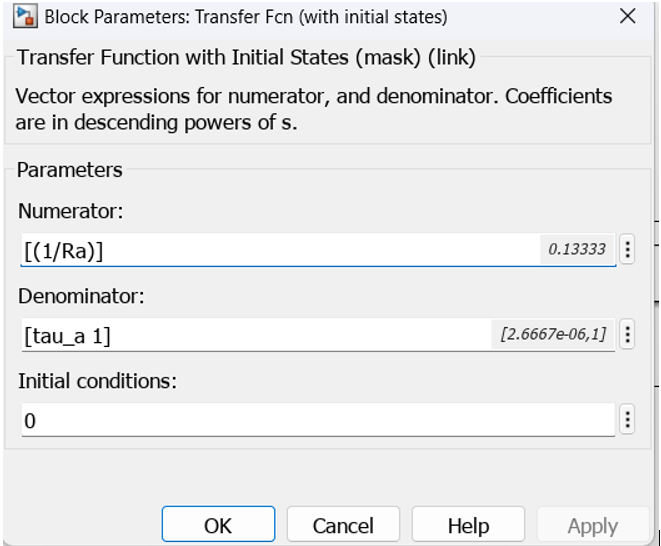 Block Parameters: Transfer Fcn (with initial states)
Transfer Function with Initial States (mask) (link)
Vector expressions for numerator, and denominator. Coefficients
are in descending powers of s.
Parameters
Numerator:
[(1/Ra)] 0.13333
Denominator:
[tau_a 1] [2.6667e-06,1]
Initial conditions:
0
OK Cancel Help Apply